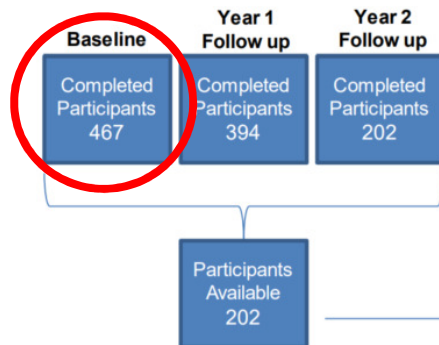 Baseline
Year 1
Follow up
Year 2
Follow up
Completed
Participants
467
Completed
Participants
394
Completed
Participants
202
Participants
Available
202